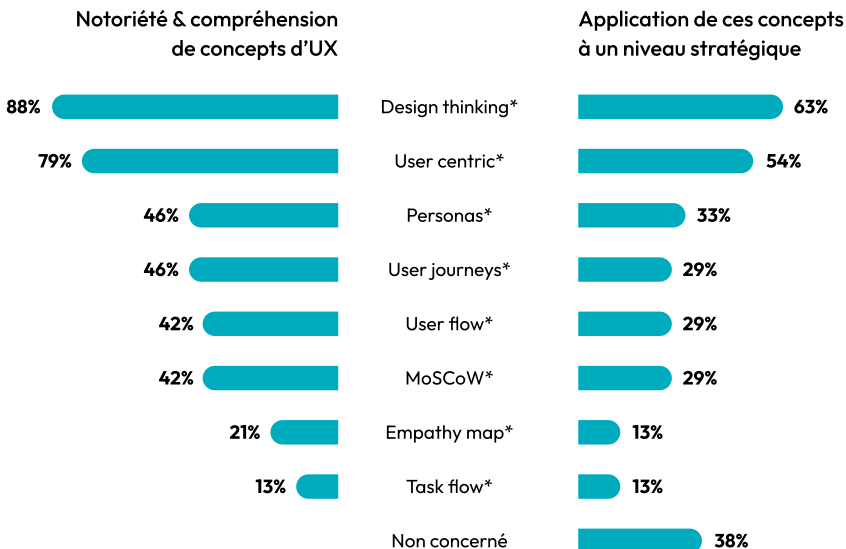 Notoriété & compréhension
de concepts d’UX
Application de ces concepts
à un niveau stratégique
88% Design thinking* 63%
79% User centric* 54%
46% Personas* 33%
46% User journeys* 29%
42% User flow* 29%
42% MoSCoW* 29%
21% Empathy map* 13%
13% Task flow* 13%
Non concerné 38%